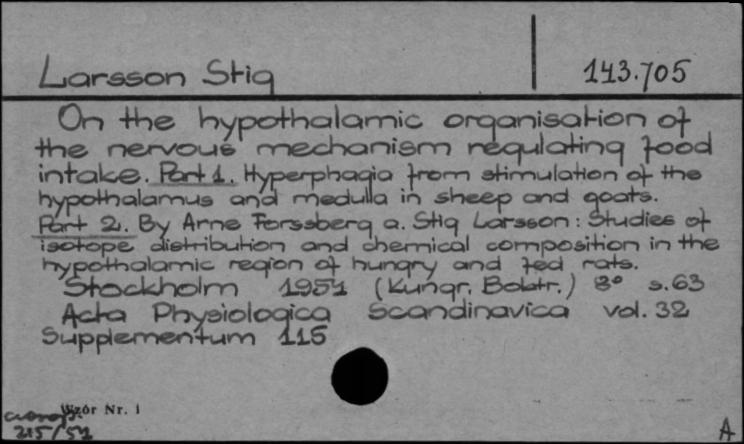 Larsson Stig
143.705
On the hypothalamic organisation of
the nervous mechanism regulating food
intake. Part 1. Hyperphagia from stimulation of the
hypothalamus and medulla in sheep and goats.
Part 2. By Arne Forssberg a. Stig Larsson: Studies of
isotope distribution and chemical composition in the
hypothalamic region of hungry and fed rats.
Stockholm 1951 (Kungr. Boktr.) 8° s. 63
Acta Physiologica Scandinavica vol. 32
Supplementum 115
Wzór Nr. 1
A